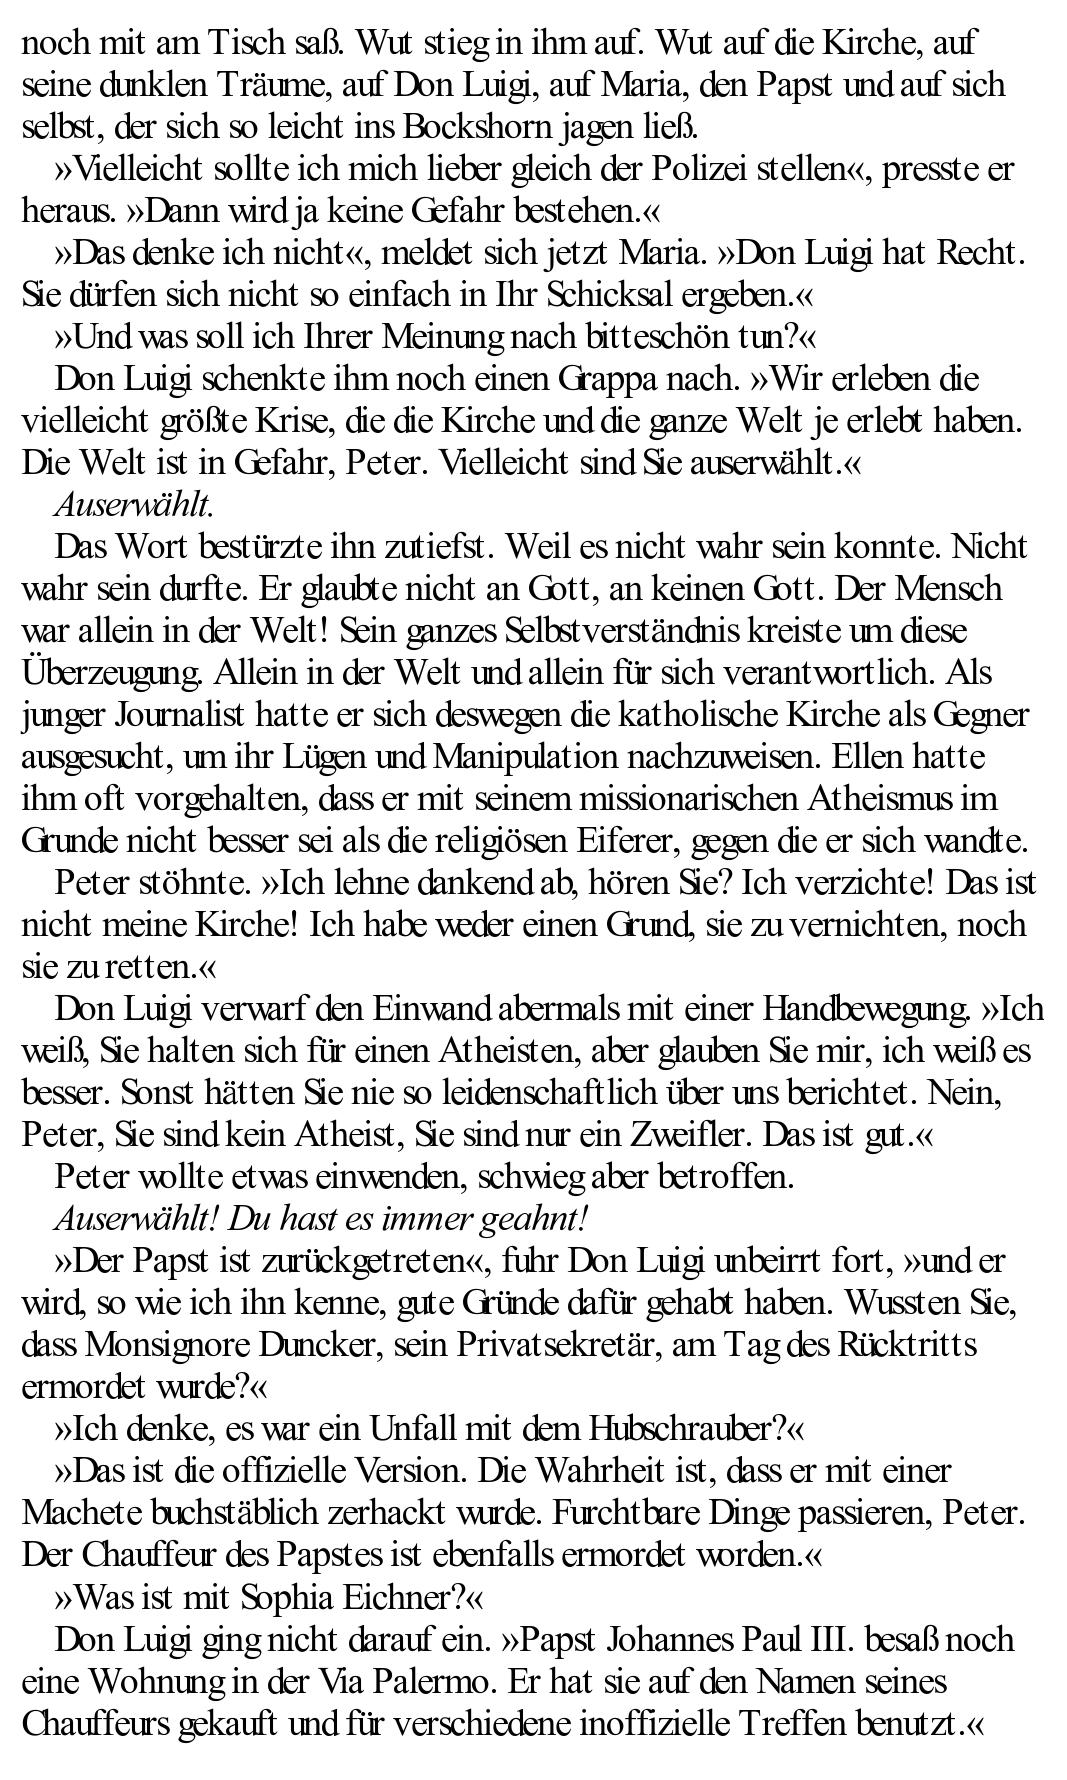 noch mit am Tisch saß. Wut stieg in ihm auf. Wut auf die Kirche, auf
seine dunklen Träume, auf Don Luigi, auf Maria, den Papst und auf sich
selbst, der sich so leicht ins Bockshorn jagen ließ.
»Vielleicht sollte ich mich lieber gleich der Polizei stellen«, presste er
heraus. »Dann wird ja keine Gefahr bestehen.«
»Das denke ich nicht«, meldet sich jetzt Maria. »Don Luigi hat Recht.
Sie dürfen sich nicht so einfach in Ihr Schicksal ergeben.«
»Und was soll ich Ihrer Meinung nach bitteschön tun?«
Don Luigi schenkte ihm noch einen Grappa nach. »Wir erleben die
vielleicht größte Krise, die die Kirche und die ganze Welt je erlebt haben.
Die Welt ist in Gefahr, Peter. Vielleicht sind Sie auserwählt.«
Auserwählt.
Das Wort bestürzte ihn zutiefst. Weil es nicht wahr sein konnte. Nicht
wahr sein durfte. Er glaubte nicht an Gott, an keinen Gott. Der Mensch
war allein in der Welt! Sein ganzes Selbstverständnis kreiste um diese
Überzeugung. Allein in der Welt und allein für sich verantwortlich. Als
junger Journalist hatte er sich deswegen die katholische Kirche als Gegner
ausgesucht, um ihr Lügen und Manipulation nachzuweisen. Ellen hatte
ihm oft vorgehalten, dass er mit seinem missionarischen Atheismus im
Grunde nicht besser sei als die religiösen Eiferer, gegen die er sich wandte.
Peter stöhnte. »Ich lehne dankend ab, hören Sie? Ich verzichte! Das ist
nicht meine Kirche! Ich habe weder einen Grund, sie zu vernichten, noch
sie zu retten.«
Don Luigi verwarf den Einwand abermals mit einer Handbewegung. »Ich
weiß, Sie halten sich für einen Atheisten, aber glauben Sie mir, ich weiß es
besser. Sonst hätten Sie nie so leidenschaftlich über uns berichtet. Nein,
Peter, Sie sind kein Atheist, Sie sind nur ein Zweifler. Das ist gut.«
Peter wollte etwas einwenden, schwieg aber betroffen.
Auserwählt! Du hast es immer geahnt!
»Der Papst ist zurückgetreten«, fuhr Don Luigi unbeirrt fort, »und er
wird, so wie ich ihn kenne, gute Gründe dafür gehabt haben. Wussten Sie,
dass Monsignore Duncker, sein Privatsekretär, am Tag des Rücktritts
ermordet wurde?«
»Ich denke, es war ein Unfall mit dem Hubschrauber?«
»Das ist die offizielle Version. Die Wahrheit ist, dass er mit einer
Machete buchstäblich zerhackt wurde. Furchtbare Dinge passieren, Peter.
Der Chauffeur des Papstes ist ebenfalls ermordet worden.«
»Was ist mit Sophia Eichner?«
Don Luigi ging nicht darauf ein. »Papst Johannes Paul III. besaß noch
eine Wohnung in der Via Palermo. Er hat sie auf den Namen seines
Chauffeurs gekauft und für verschiedene inoffizielle Treffen benutzt.«